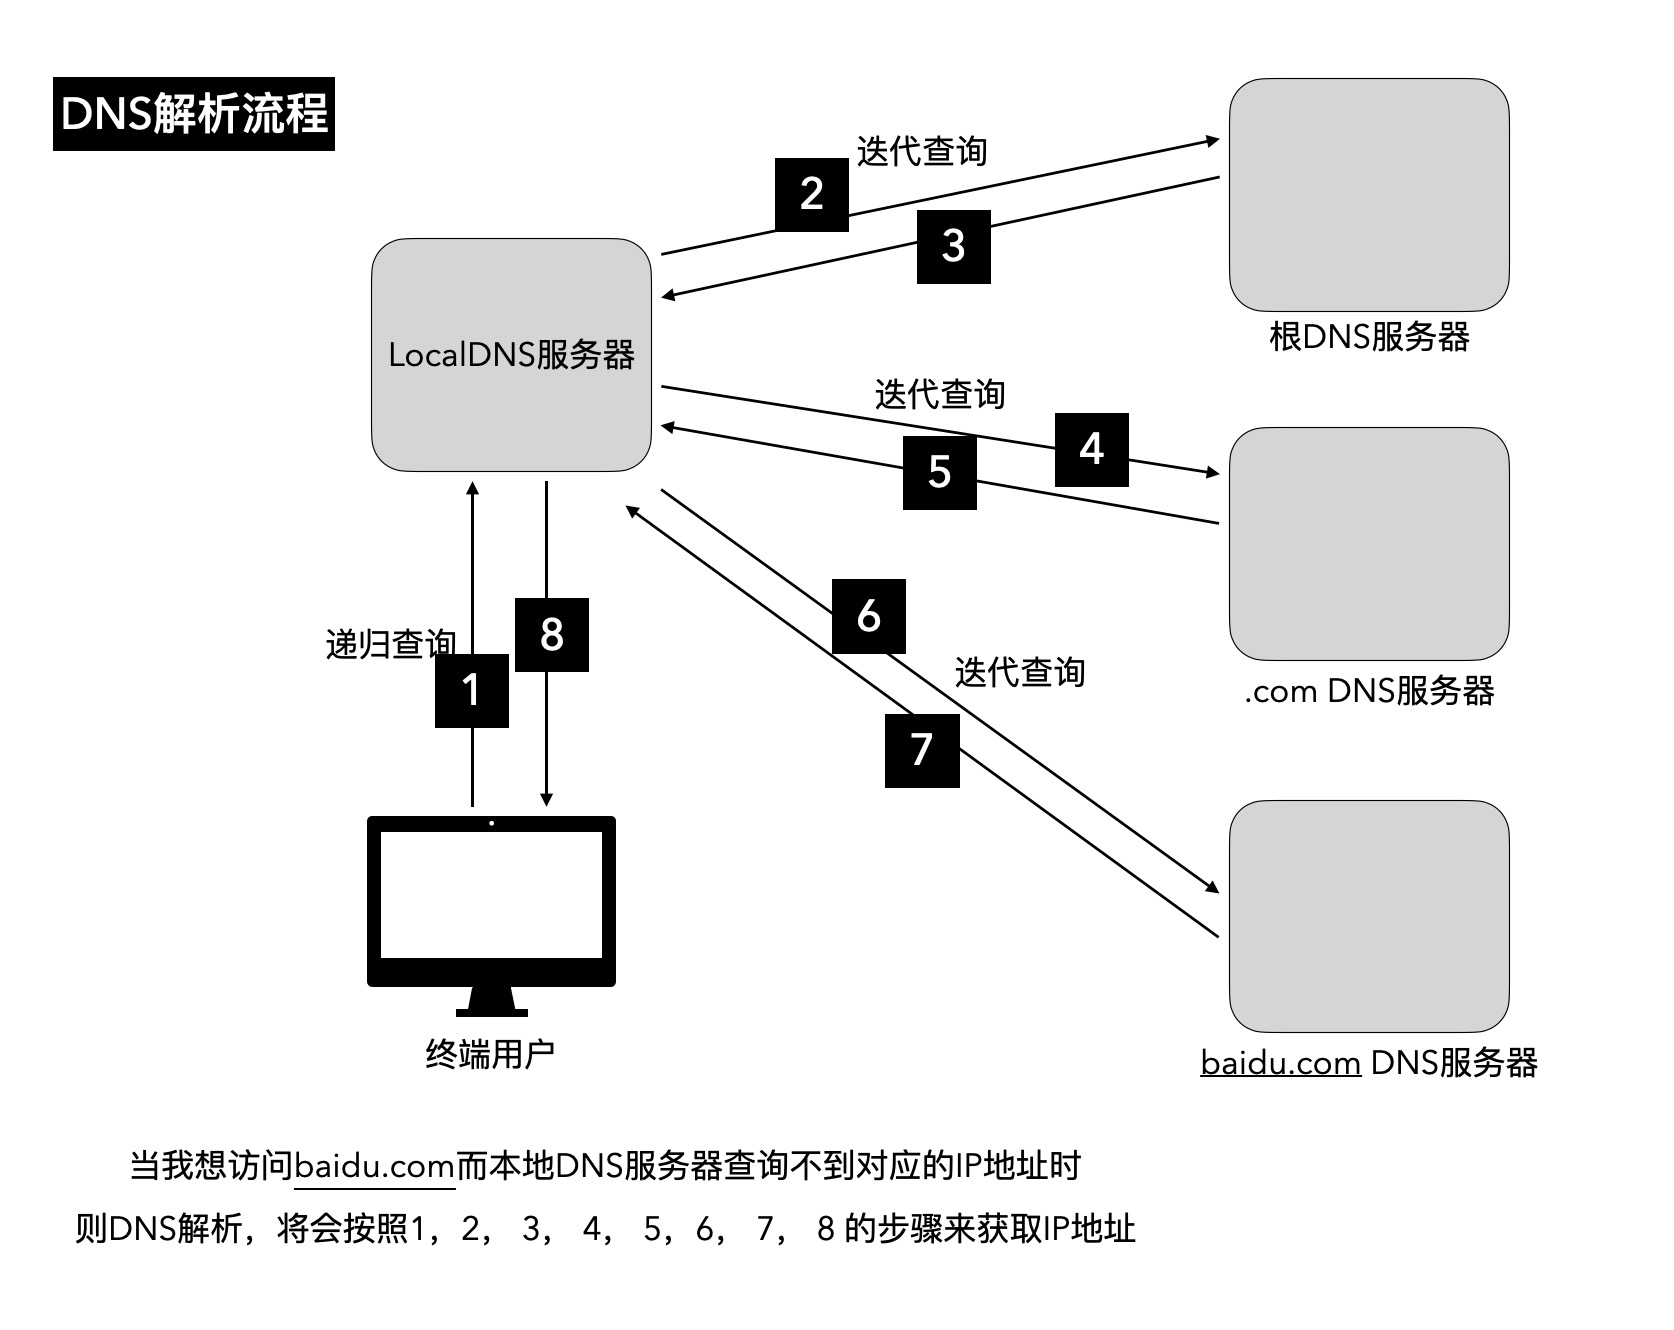 DNS解析流程
迭代查询
2
3
根DNS服务器
LocalDNS服务器
迭代查询
4
5
.com DNS服务器
6
迭代查询
7
递归查询
8
1
终端用户
baidu.com DNS服务器
当我想访问baidu.com而本地DNS服务器查询不到对应的IP地址时
则DNS解析，将会按照1，2， 3， 4， 5，6， 7， 8 的步骤来获取IP地址